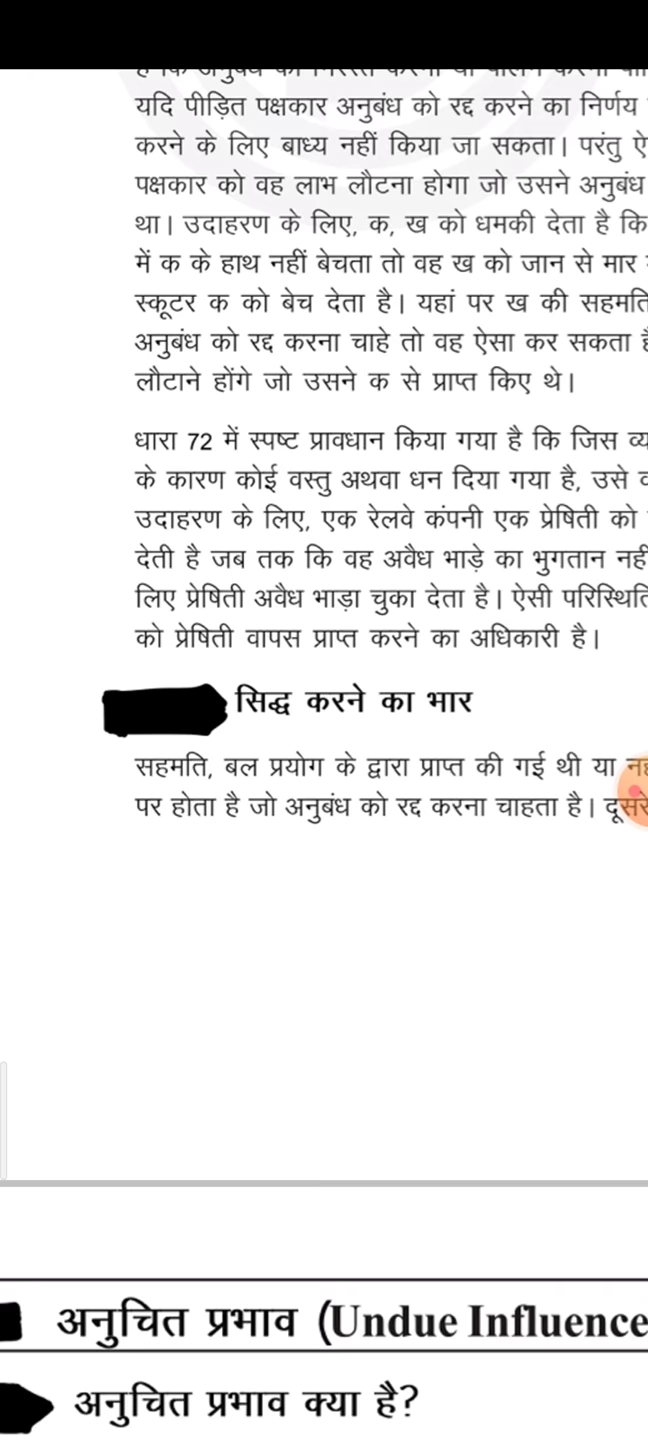 यदि पीड़ित पक्षकार अनुबंध को रद्द करने का निर्णय
करने के लिए बाध्य नहीं किया जा सकता। परंतु ऐ
पक्षकार को वह लाभ लौटना होगा जो उसने अनुबंध
था। उदाहरण के लिए, क, ख को धमकी देता है कि
में क के हाथ नहीं बेचता तो वह ख को जान से मार
स्कूटर क को बेच देता है। यहां पर ख की सहमति
अनुबंध को रद्द करना चाहे तो वह ऐसा कर सकता है
लौटाने होंगे जो उसने क से प्राप्त किए थे।
धारा 72 में स्पष्ट प्रावधान किया गया है कि जिस व्य
के कारण कोई वस्तु अथवा धन दिया गया है, उसे
उदाहरण के लिए, एक रेलवे कंपनी एक प्रेषिती को
देती है जब तक कि वह अवैध भाड़े का भुगतान नहीं
लिए प्रेषिती अवैध भाड़ा चुका देता है। ऐसी परिस्थिति
को प्रेषिती वापस प्राप्त करने का अधिकारी है।
सिद्ध करने का भार
सहमति, बल प्रयोग के द्वारा प्राप्त की गई थी या
पर होता है जो अनुबंध को रद्द करना चाहता है। दूसरे
अनुचित प्रभाव (Undue Influence
अनुचित प्रभाव क्या है?